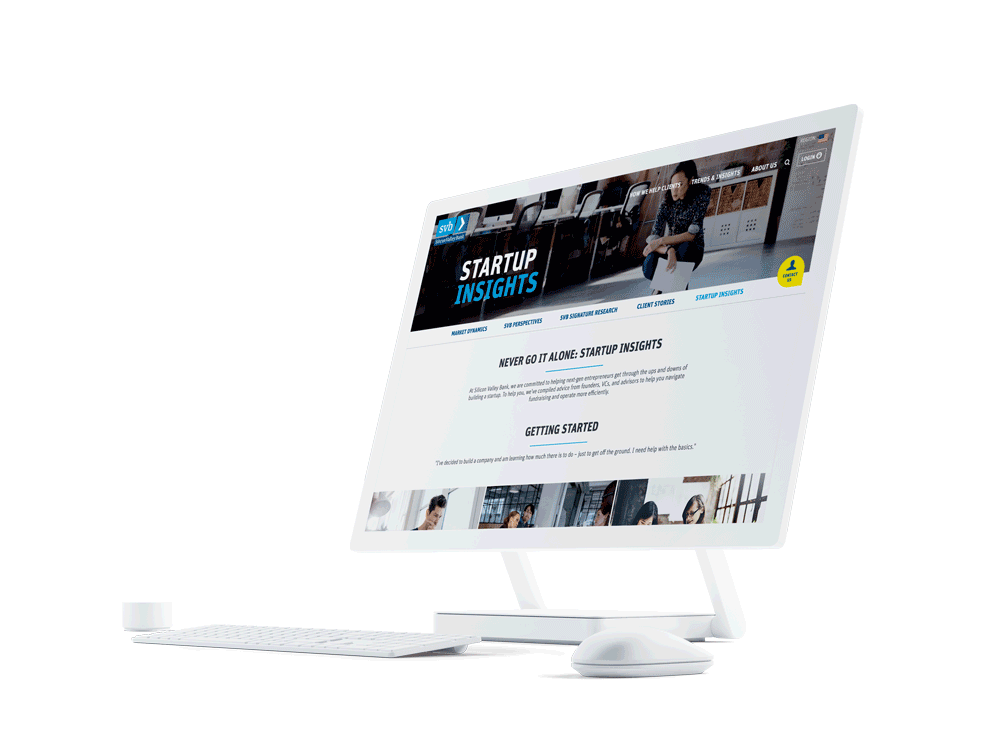 REGION:
LOGIN
HOW WE HELP CLIENTS TRENDS & INSIGHTS ABOUT US
svb
Silicon Valley Bank
STARTUP
INSIGHTS
CONTACT
US
MARKET DYNAMICS SVB PERSPECTIVES SVB SIGNATURE RESEARCH CLIENT STORIES STARTUP INSIGHTS
NEVER GO IT ALONE: STARTUP INSIGHTS
At Silicon Valley Bank, we are committed to helping next-gen entrepreneurs get through the ups and downs of
building a startup. To help you, we've compiled advice from founders, VCs, and advisors to help you navigate
fundraising and operate more efficiently.
GETTING STARTED
"I've decided to build a company and am learning how much there is to do – just to get off the ground. I need help with the basics."